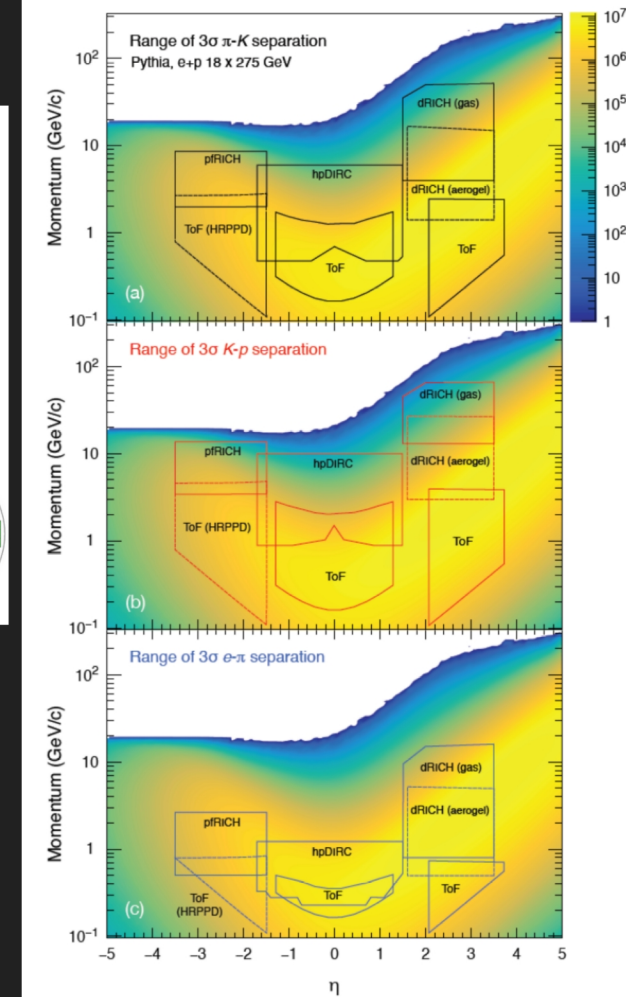 Range of 3σ π-K separation
Pythia, e+p 18 x 275 GeV
Momentum (GeV/c)
10²
10
1
10⁻¹
pfRICH
ToF (HRPPD)
hpDIRC
ToF
dRICH (gas)
dRICH (aerogel)
ToF
(a)
10⁷
10⁶
10⁵
10⁴
10³
10²
10
1
Range of 3σ K-p separation
Momentum (GeV/c)
10²
10
1
10⁻¹
pfRICH
ToF (HRPPD)
hpDIRC
ToF
dRICH (gas)
dRICH (aerogel)
ToF
(b)
Range of 3σ e-π separation
Momentum (GeV/c)
10²
10
1
10⁻¹
pfRICH
ToF
(HRPPD)
hpDIRC
ToF
dRICH (gas)
dRICH (aerogel)
ToF
(c)
−5 −4 −3 −2 −1 0 1 2 3 4 5
η